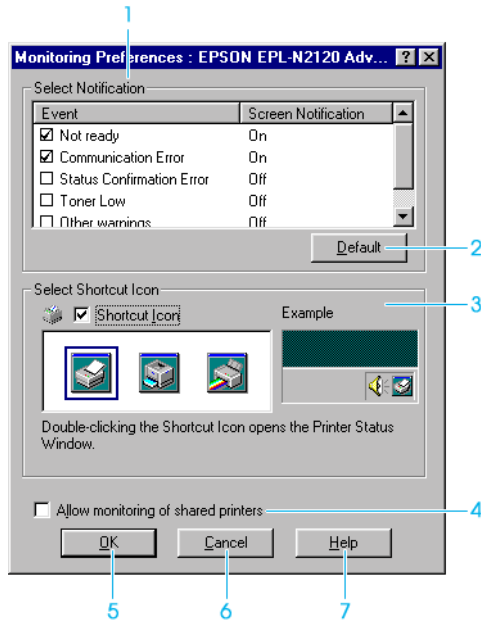 1
Monitoring Preferences : EPSON EPL-N2120 Adv...
Select Notification
Event Screen Notification
Not ready On
Communication Error On
Status Confirmation Error Off
Toner Low Off
Other warnings Off
Default 2
Select Shortcut Icon 3
Shortcut Icon Example
Double-clicking the Shortcut Icon opens the Printer Status
Window.
Allow monitoring of shared printers 4
OK Cancel Help
5 6 7